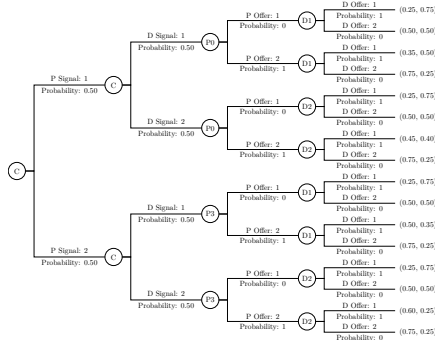 C
P Signal: 1
Probability: 0.50
C
D Signal: 1
Probability: 0.50
P0
P Offer: 1
Probability: 0
D1
D Offer: 1
Probability: 1
(0.25, 0.75)
D Offer: 2
Probability: 0
(0.50, 0.50)
P Offer: 2
Probability: 1
D1
D Offer: 1
Probability: 1
(0.35, 0.50)
D Offer: 2
Probability: 0
(0.75, 0.25)
D Signal: 2
Probability: 0.50
P0
P Offer: 1
Probability: 0
D2
D Offer: 1
Probability: 1
(0.25, 0.75)
D Offer: 2
Probability: 0
(0.50, 0.50)
P Offer: 2
Probability: 1
D2
D Offer: 1
Probability: 1
(0.45, 0.40)
D Offer: 2
Probability: 0
(0.75, 0.25)
P Signal: 2
Probability: 0.50
C
D Signal: 1
Probability: 0.50
P3
P Offer: 1
Probability: 0
D1
D Offer: 1
Probability: 1
(0.25, 0.75)
D Offer: 2
Probability: 0
(0.50, 0.50)
P Offer: 2
Probability: 1
D1
D Offer: 1
Probability: 1
(0.50, 0.35)
D Offer: 2
Probability: 0
(0.75, 0.25)
D Signal: 2
Probability: 0.50
P3
P Offer: 1
Probability: 0
D2
D Offer: 1
Probability: 1
(0.25, 0.75)
D Offer: 2
Probability: 0
(0.50, 0.50)
P Offer: 2
Probability: 1
D2
D Offer: 1
Probability: 1
(0.60, 0.25)
D Offer: 2
Probability: 0
(0.75, 0.25)